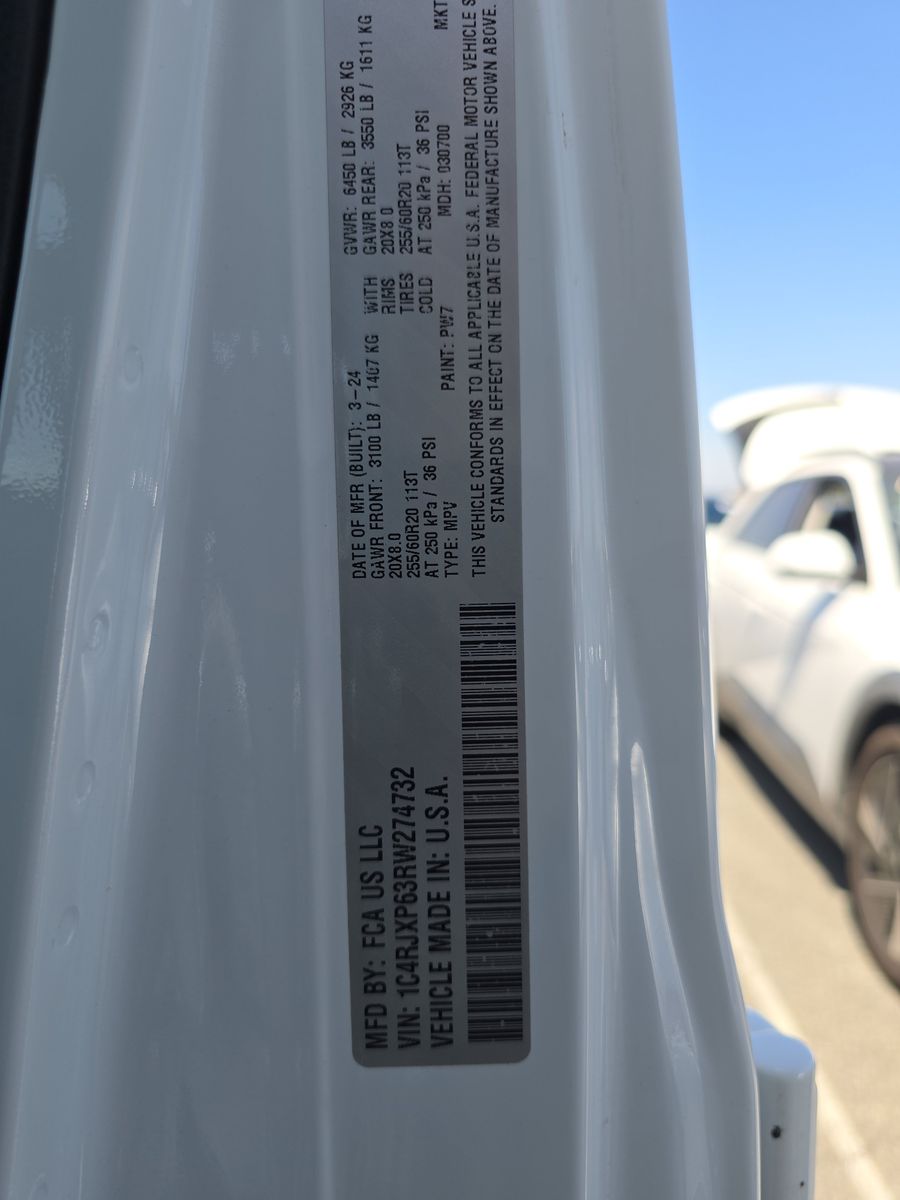 MFD BY: FCA US LLC
VIN: 1C4RJXP63RW274732
VEHICLE MADE IN: U.S.A.
DATE OF MFR (BUILT): 3-24 GVWR: 6450 LB / 2926 KG
GAWR FRONT: 3100 LB / 1407 KG WITH GAWR REAR: 3550 LB / 1611 KG
20X8.0 RIMS 20X8.0
255/60R20 113T TIRES 255/60R20 113T
AT 250 kPa / 36 PSI COLD AT 250 kPa / 36 PSI
TYPE: MPV PAINT: PW7 MDH: 030700 MKT
THIS VEHICLE CONFORMS TO ALL APPLICABLE U.S.A. FEDERAL MOTOR VEHICLE S
STANDARDS IN EFFECT ON THE DATE OF MANUFACTURE SHOWN ABOVE.